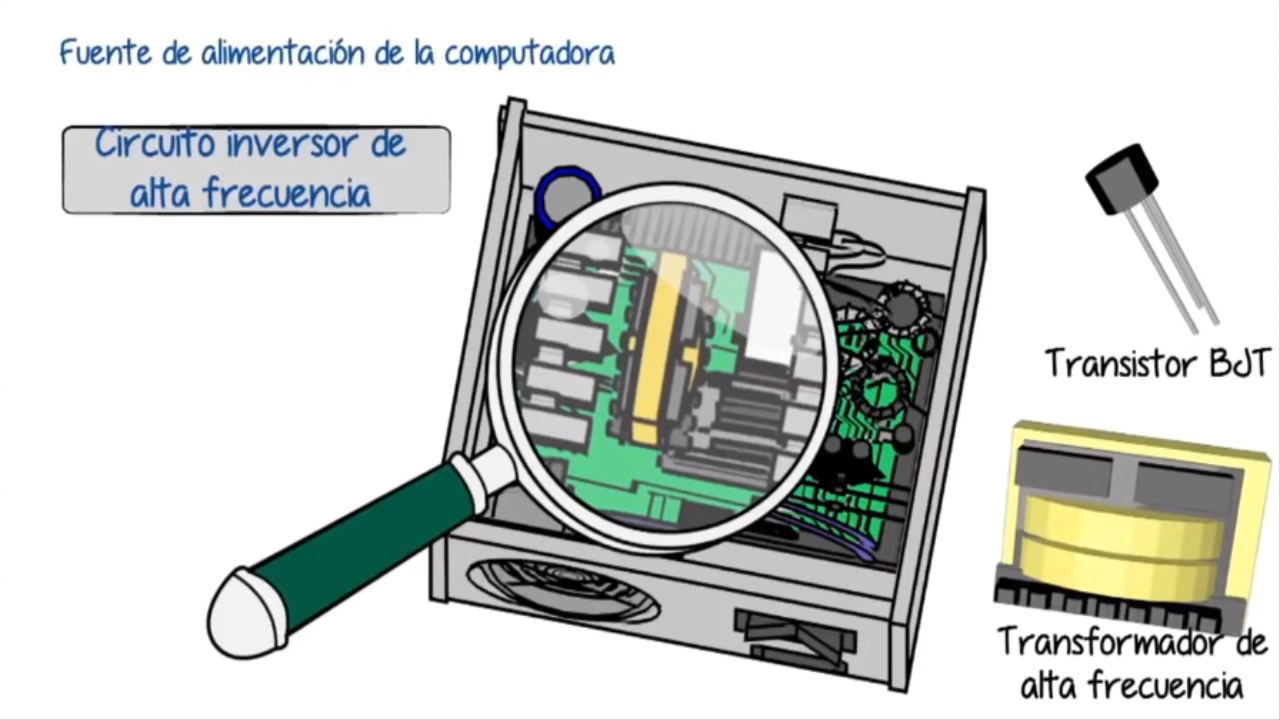 Fuente de alimentación de la computadora
Circuito inversor de
alta frecuencia
Transistor BJT
Transformador de
alta frecuencia